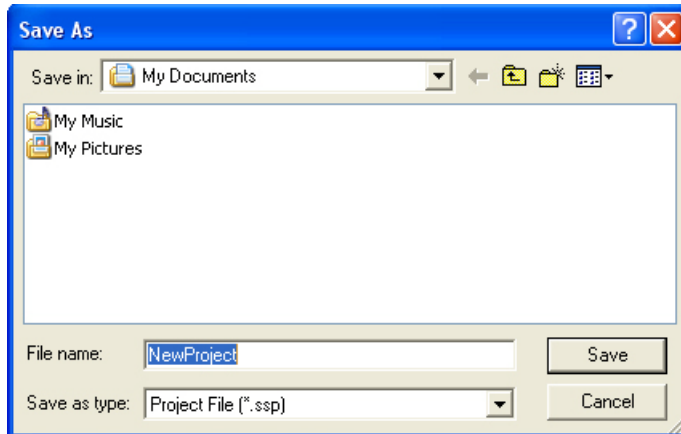 Save As
Save in: My Documents
My Music
My Pictures
File name: NewProject Save
Save as type: Project File (*.ssp) Cancel